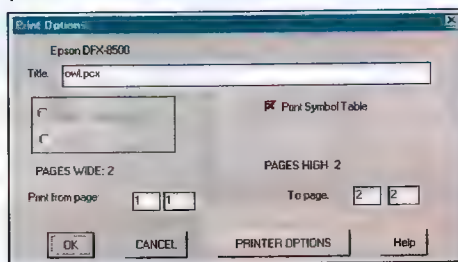 Print Options
Epson DFX-8500
Title: owl.pcx
Print Symbol Table
PAGES WIDE: 2
PAGES HIGH: 2
Print from page: 1 1
To page: 2 2
OK CANCEL PRINTER OPTIONS Help